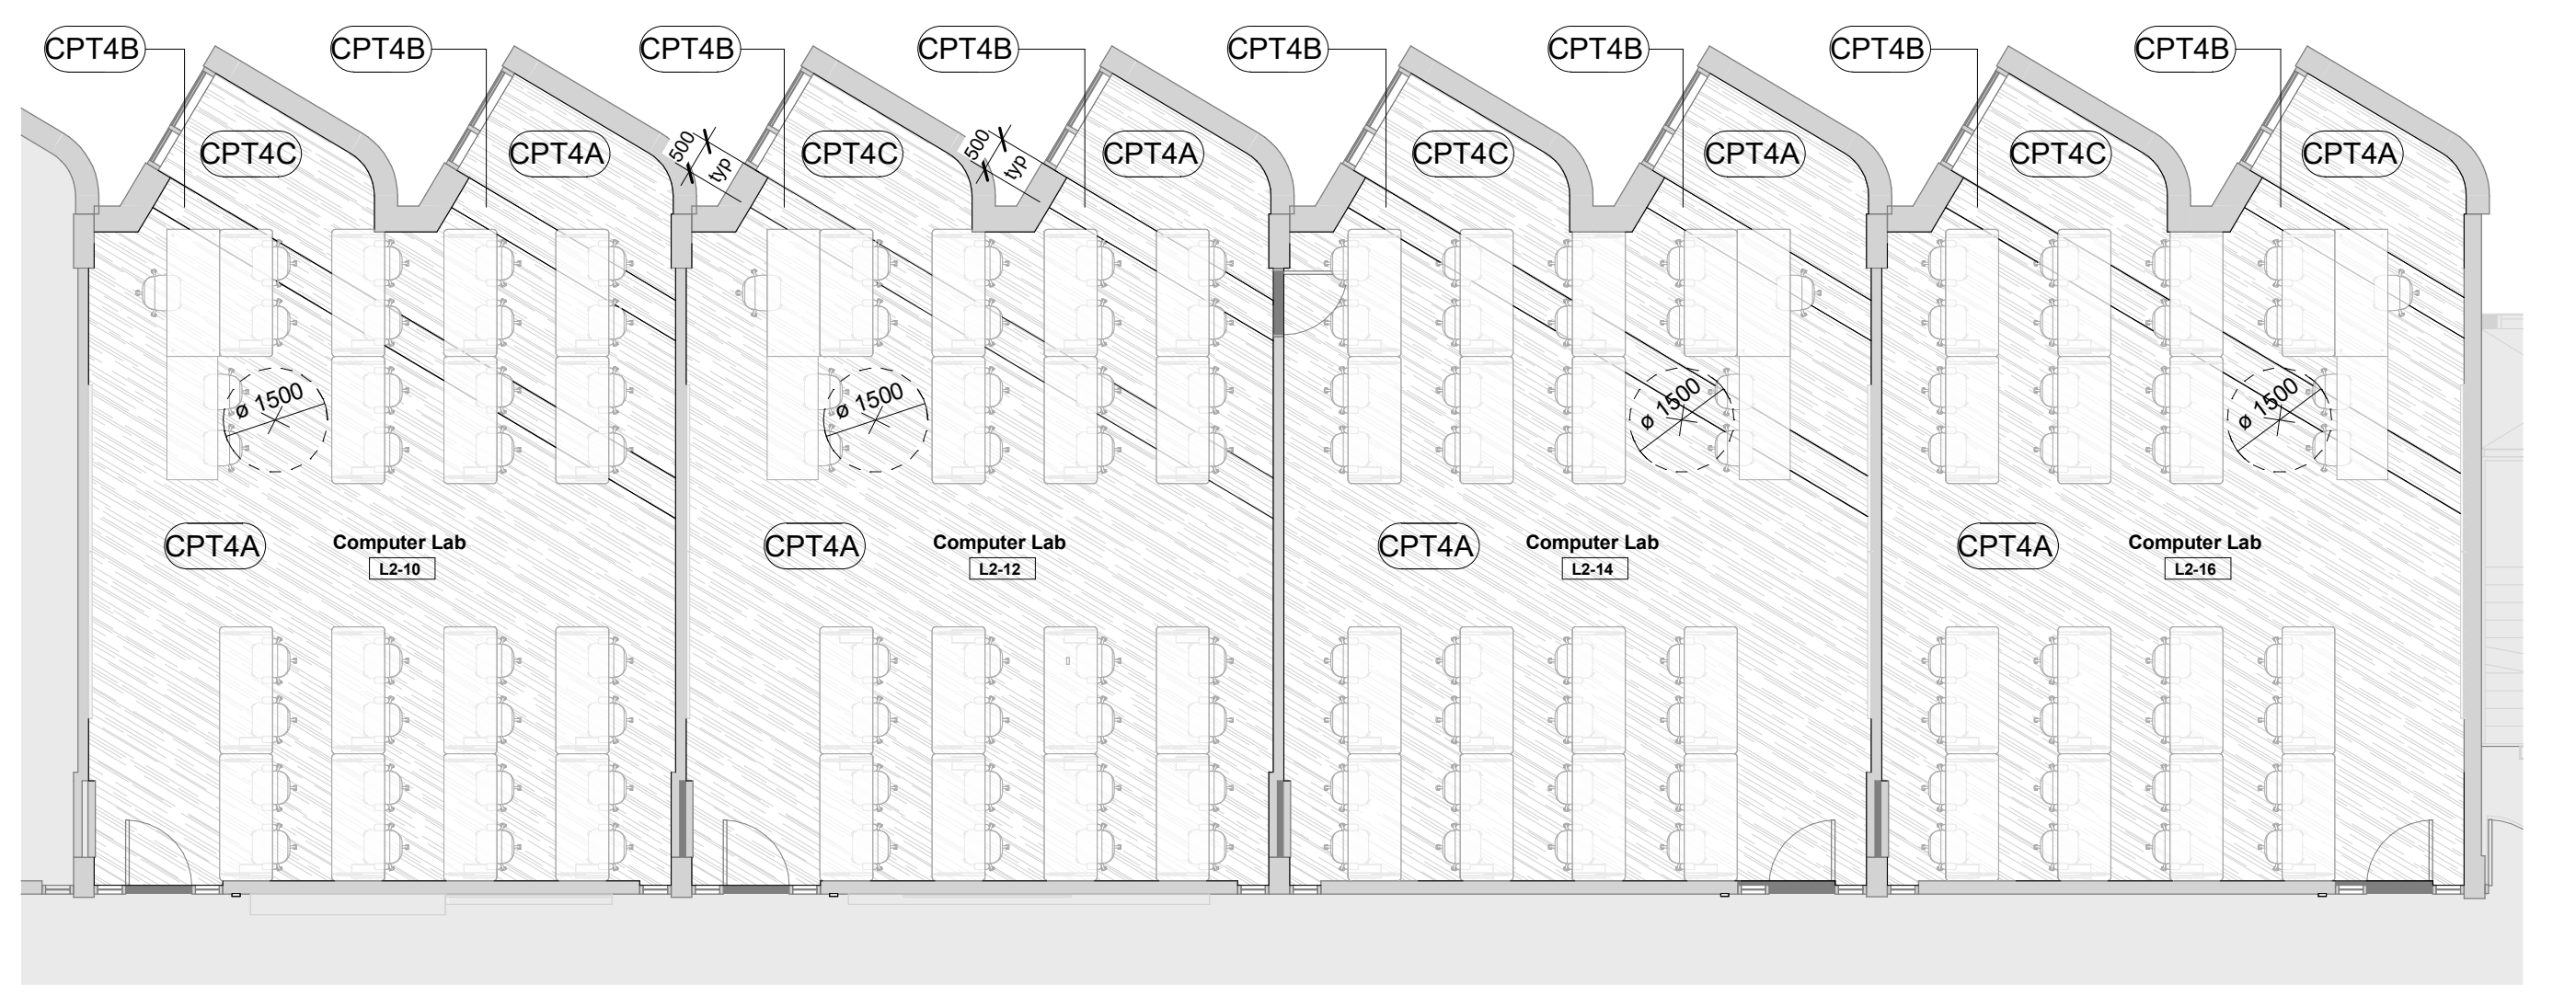 CPT4B CPT4B CPT4B CPT4B CPT4B CPT4B CPT4B CPT4B
CPT4C CPT4A 500 typ CPT4C 500 typ CPT4A CPT4C CPT4A CPT4C CPT4A
ø 1500 ø 1500 ø 1500 ø 1500
CPT4A Computer Lab CPT4A Computer Lab CPT4A Computer Lab CPT4A Computer Lab
L2-10 L2-12 L2-14 L2-16